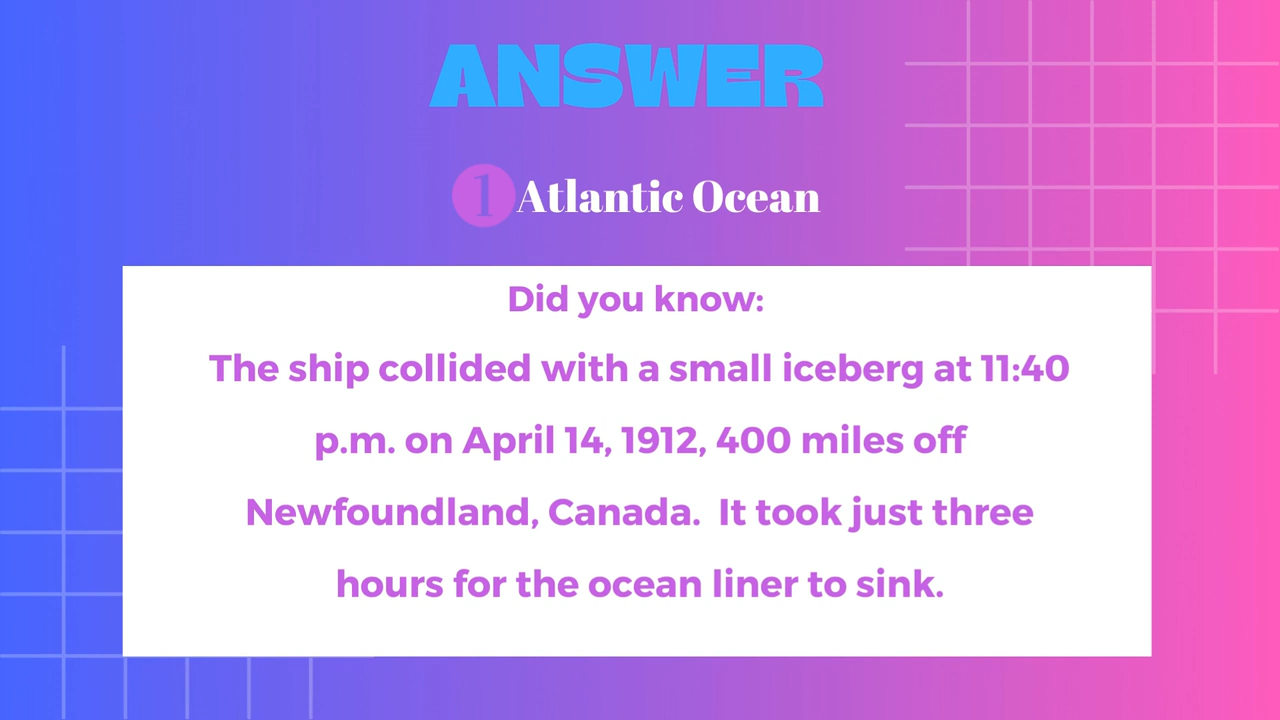 ANSWER
1 Atlantic Ocean
Did you know:
The ship collided with a small iceberg at 11:40
p.m. on April 14, 1912, 400 miles off
Newfoundland, Canada.  It took just three
hours for the ocean liner to sink.